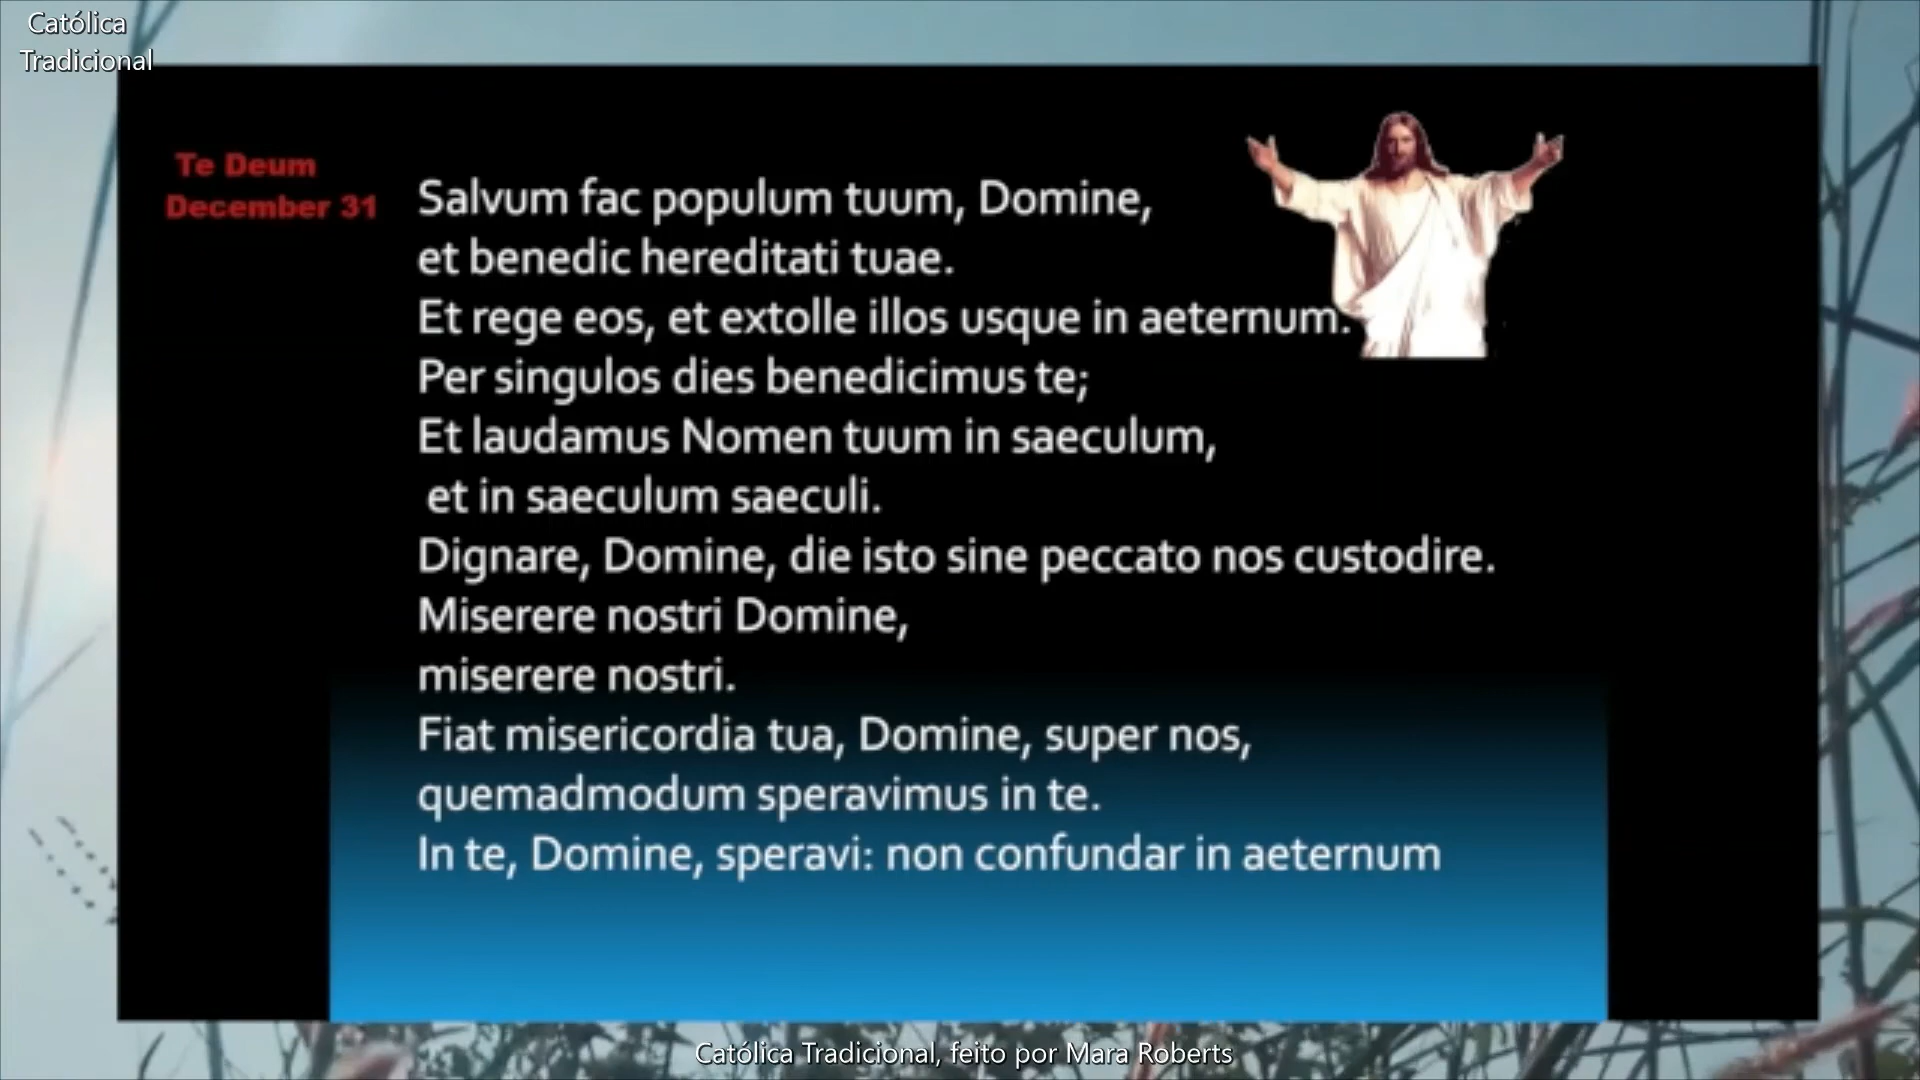 Católica
Tradicional
Te Deum
December 31
Salvum fac populum tuum, Domine,
et benedic hereditati tuae.
Et rege eos, et extolle illos usque in aeternum.
Per singulos dies benedicimus te;
Et laudamus Nomen tuum in saeculum,
et in saeculum saeculi.
Dignare, Domine, die isto sine peccato nos custodire.
Miserere nostri Domine,
miserere nostri.
Fiat misericordia tua, Domine, super nos,
quemadmodum speravimus in te.
In te, Domine, speravi: non confundar in aeternum
Católica Tradicional, feito por Mara Roberts